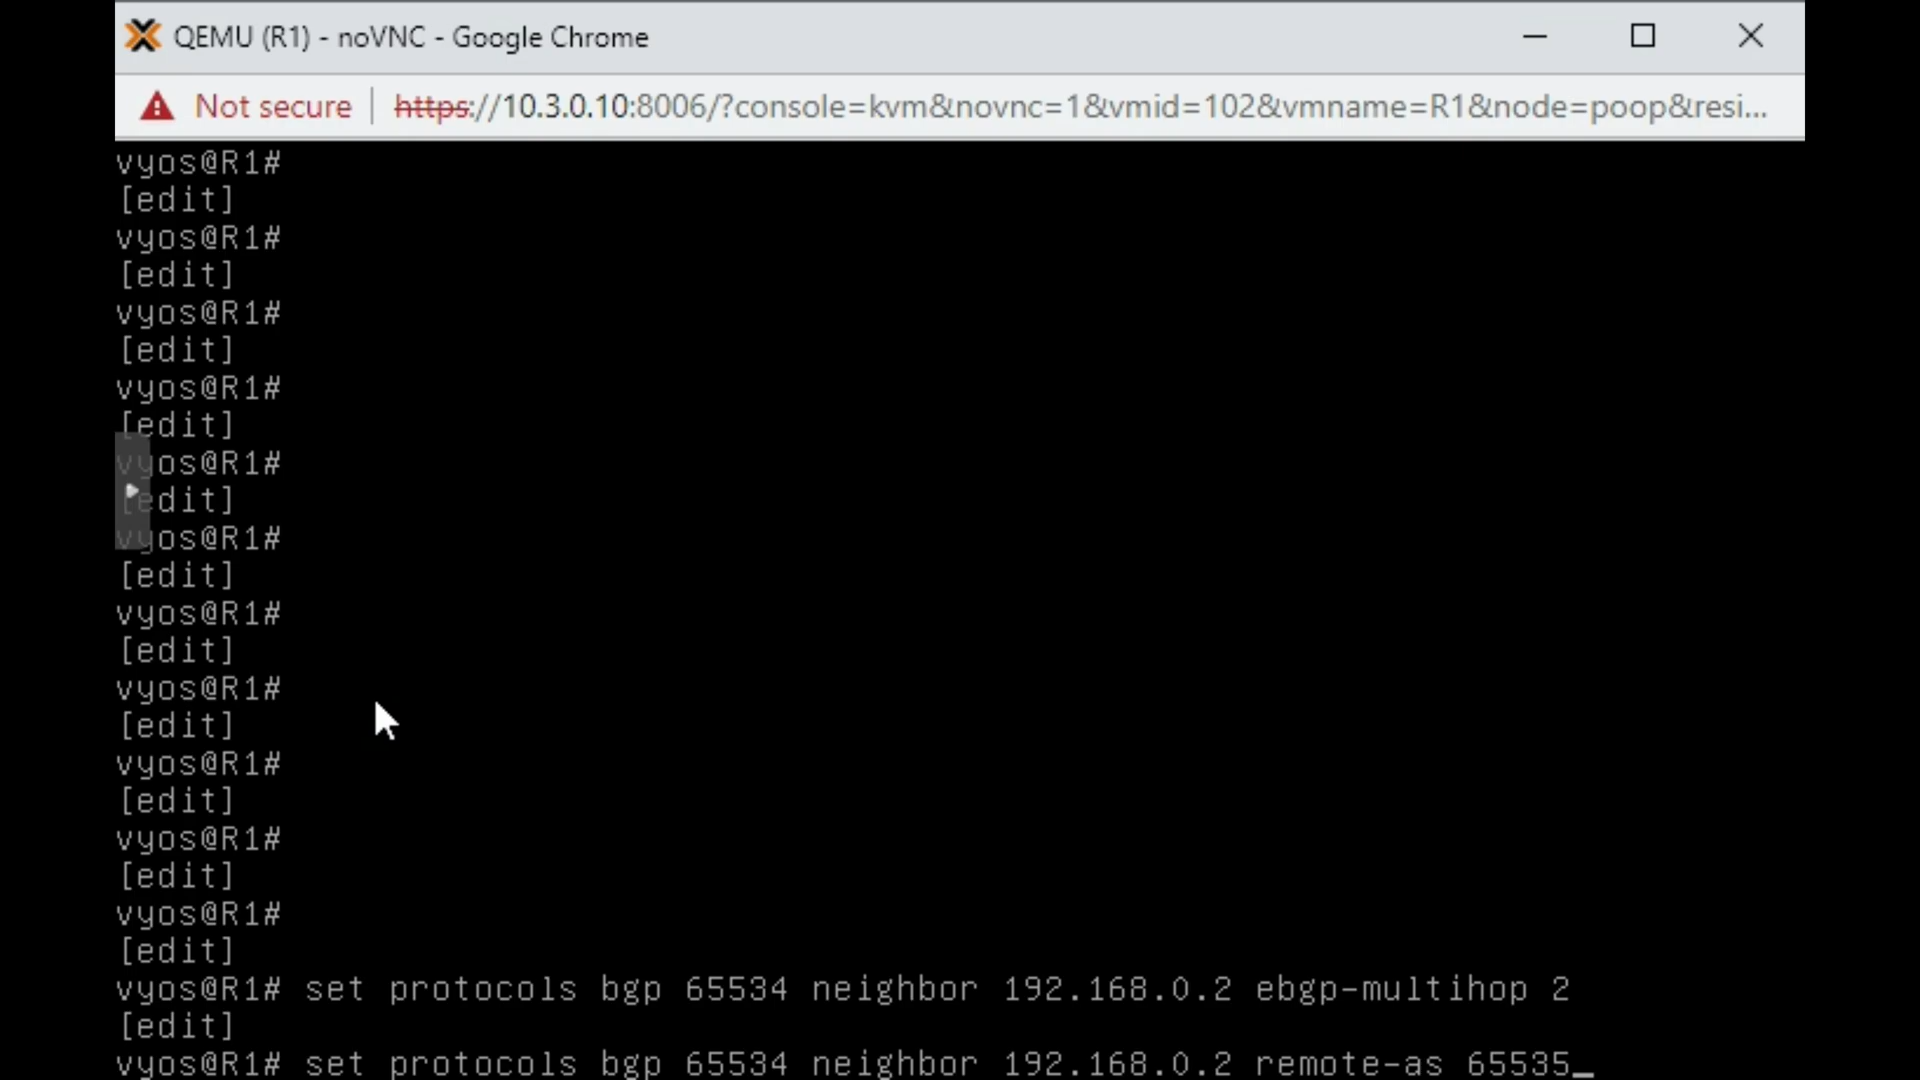 QEMU (R1) - noVNC - Google Chrome
Not secure https://10.3.0.10:8006/?console=kvm&novnc=1&vmid=102&vmname=R1&node=poop&resi...
vyos@R1#
[edit]
vyos@R1#
[edit]
vyos@R1#
[edit]
vyos@R1#
[edit]
vyos@R1#
[edit]
vyos@R1#
[edit]
vyos@R1#
[edit]
vyos@R1#
[edit]
vyos@R1#
[edit]
vyos@R1#
[edit]
vyos@R1#
[edit]
vyos@R1# set protocols bgp 65534 neighbor 192.168.0.2 ebgp-multihop 2
[edit]
vyos@R1# set protocols bgp 65534 neighbor 192.168.0.2 remote-as 65535_